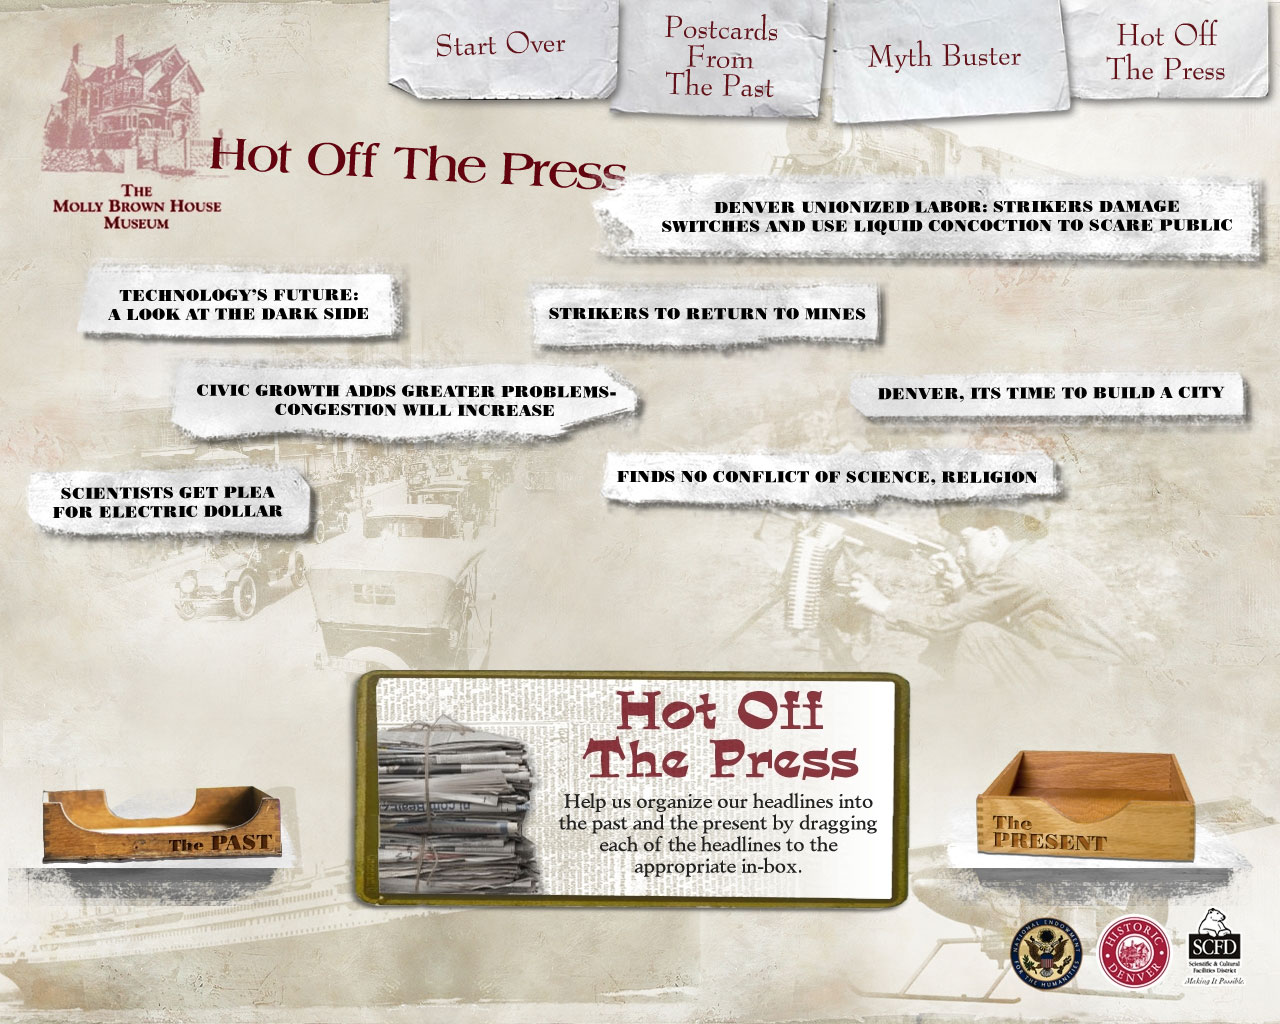 Start Over
Postcards
From
The Past
Myth Buster
Hot Off
The Press
The
Molly Brown House
Museum
Hot Off The Press
DENVER UNIONIZED LABOR: STRIKERS DAMAGE
SWITCHES AND USE LIQUID CONCOCTION TO SCARE PUBLIC
TECHNOLOGY'S FUTURE:
A LOOK AT THE DARK SIDE
STRIKERS TO RETURN TO MINES
CIVIC GROWTH ADDS GREATER PROBLEMS-
CONGESTION WILL INCREASE
DENVER, ITS TIME TO BUILD A CITY
SCIENTISTS GET PLEA
FOR ELECTRIC DOLLAR
FINDS NO CONFLICT OF SCIENCE, RELIGION
Hot Off
The Press
Help us organize our headlines into
the past and the present by dragging
each of the headlines to the
appropriate in-box.
The PAST
The
PRESENT
NATIONAL ENDOWMENT
FOR THE HUMANITIES
HISTORIC
DENVER
SCFD
Scientific & Cultural
Facilities District
Making It Possible.